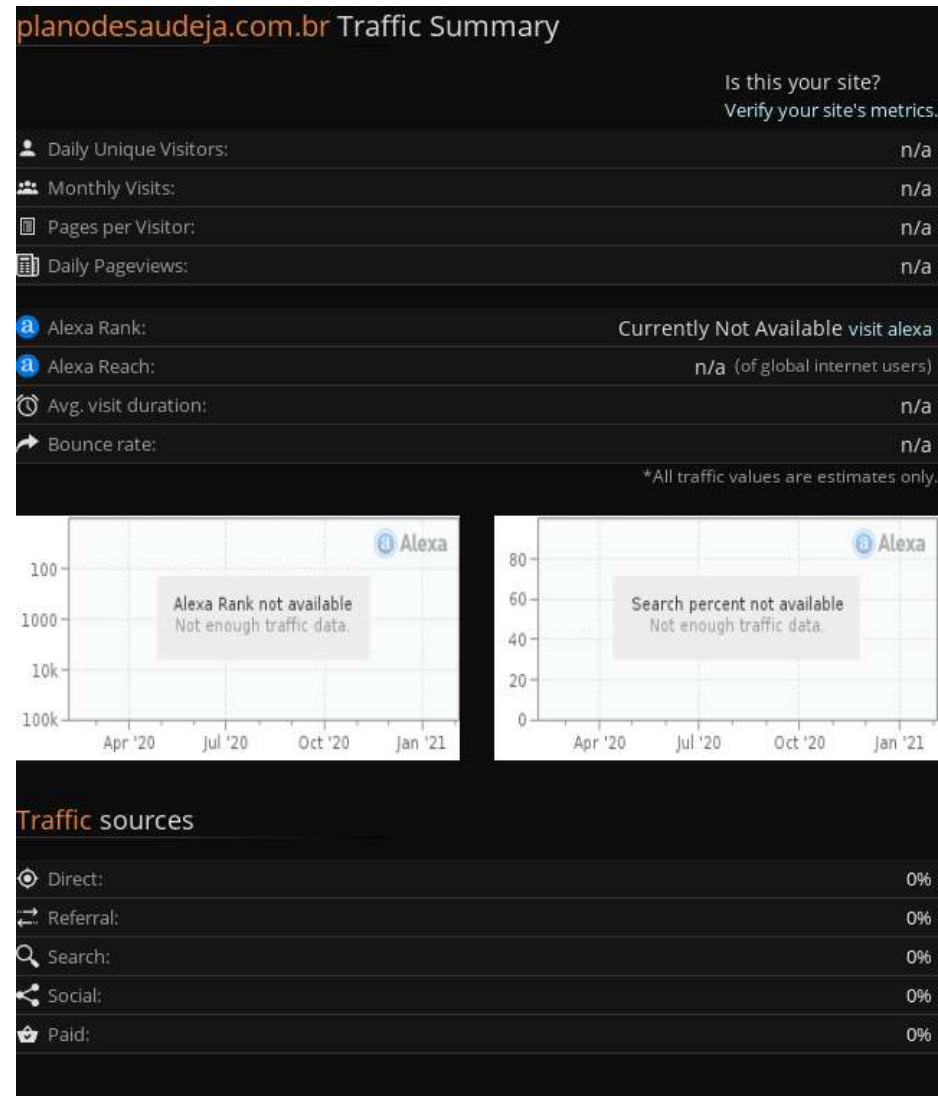 planodesaudeja.com.br Traffic Summary
Is this your site?
Verify your site's metrics.
Daily Unique Visitors: n/a
Monthly Visits: n/a
Pages per Visitor: n/a
Daily Pageviews: n/a
Alexa Rank: Currently Not Available visit alexa
Alexa Reach: n/a (of global internet users)
Avg. visit duration: n/a
Bounce rate: n/a
*All traffic values are estimates only.
a Alexa
100
1000
10k
100k
Alexa Rank not available
Not enough traffic data.
Apr '20 Jul '20 Oct '20 Jan '21
a Alexa
80
60
40
20
0
Search percent not available
Not enough traffic data.
Apr '20 Jul '20 Oct '20 Jan '21
Traffic sources
Direct: 0%
Referral: 0%
Search: 0%
Social: 0%
Paid: 0%